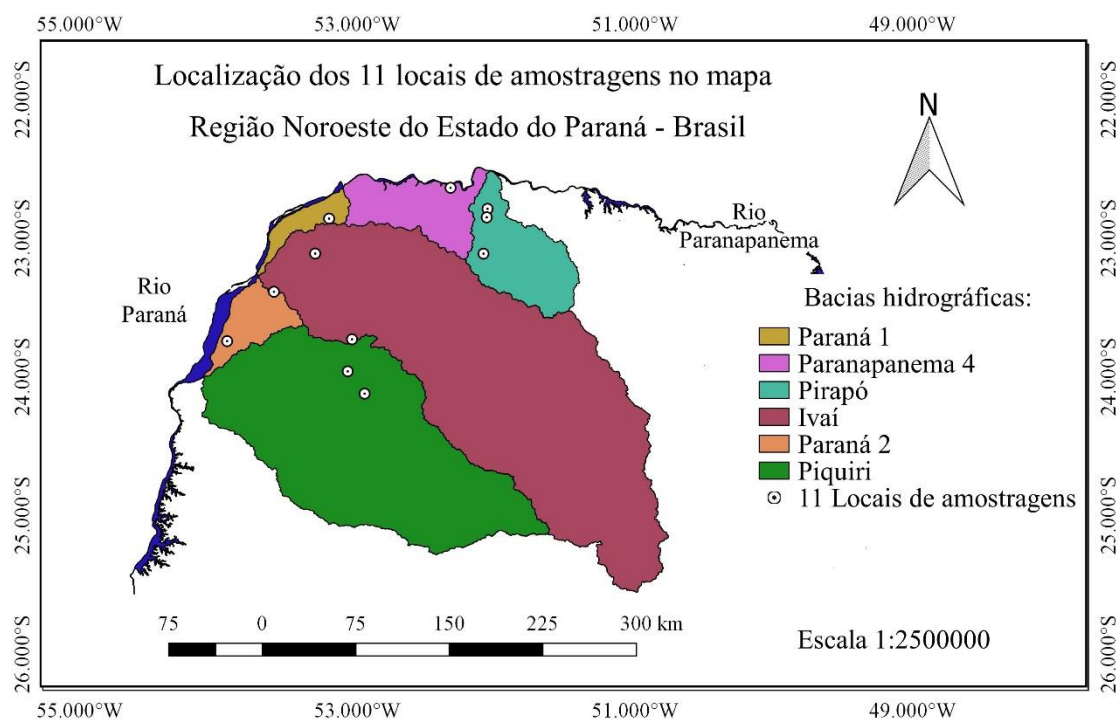 55.000°W 53.000°W 51.000°W 49.000°W
22.000°S
23.000°S
24.000°S
25.000°S
26.000°S
Localização dos 11 locais de amostragens no mapa
Região Noroeste do Estado do Paraná - Brasil
N
Rio
Paranapanema
Rio
Paraná
Bacias hidrográficas:
Paraná 1
Paranapanema 4
Pirapó
Ivaí
Paraná 2
Piquiri
11 Locais de amostragens
75 0 75 150 225 300 km
Escala 1:2500000
22.000°S
23.000°S
24.000°S
25.000°S
26.000°S
55.000°W 53.000°W 51.000°W 49.000°W